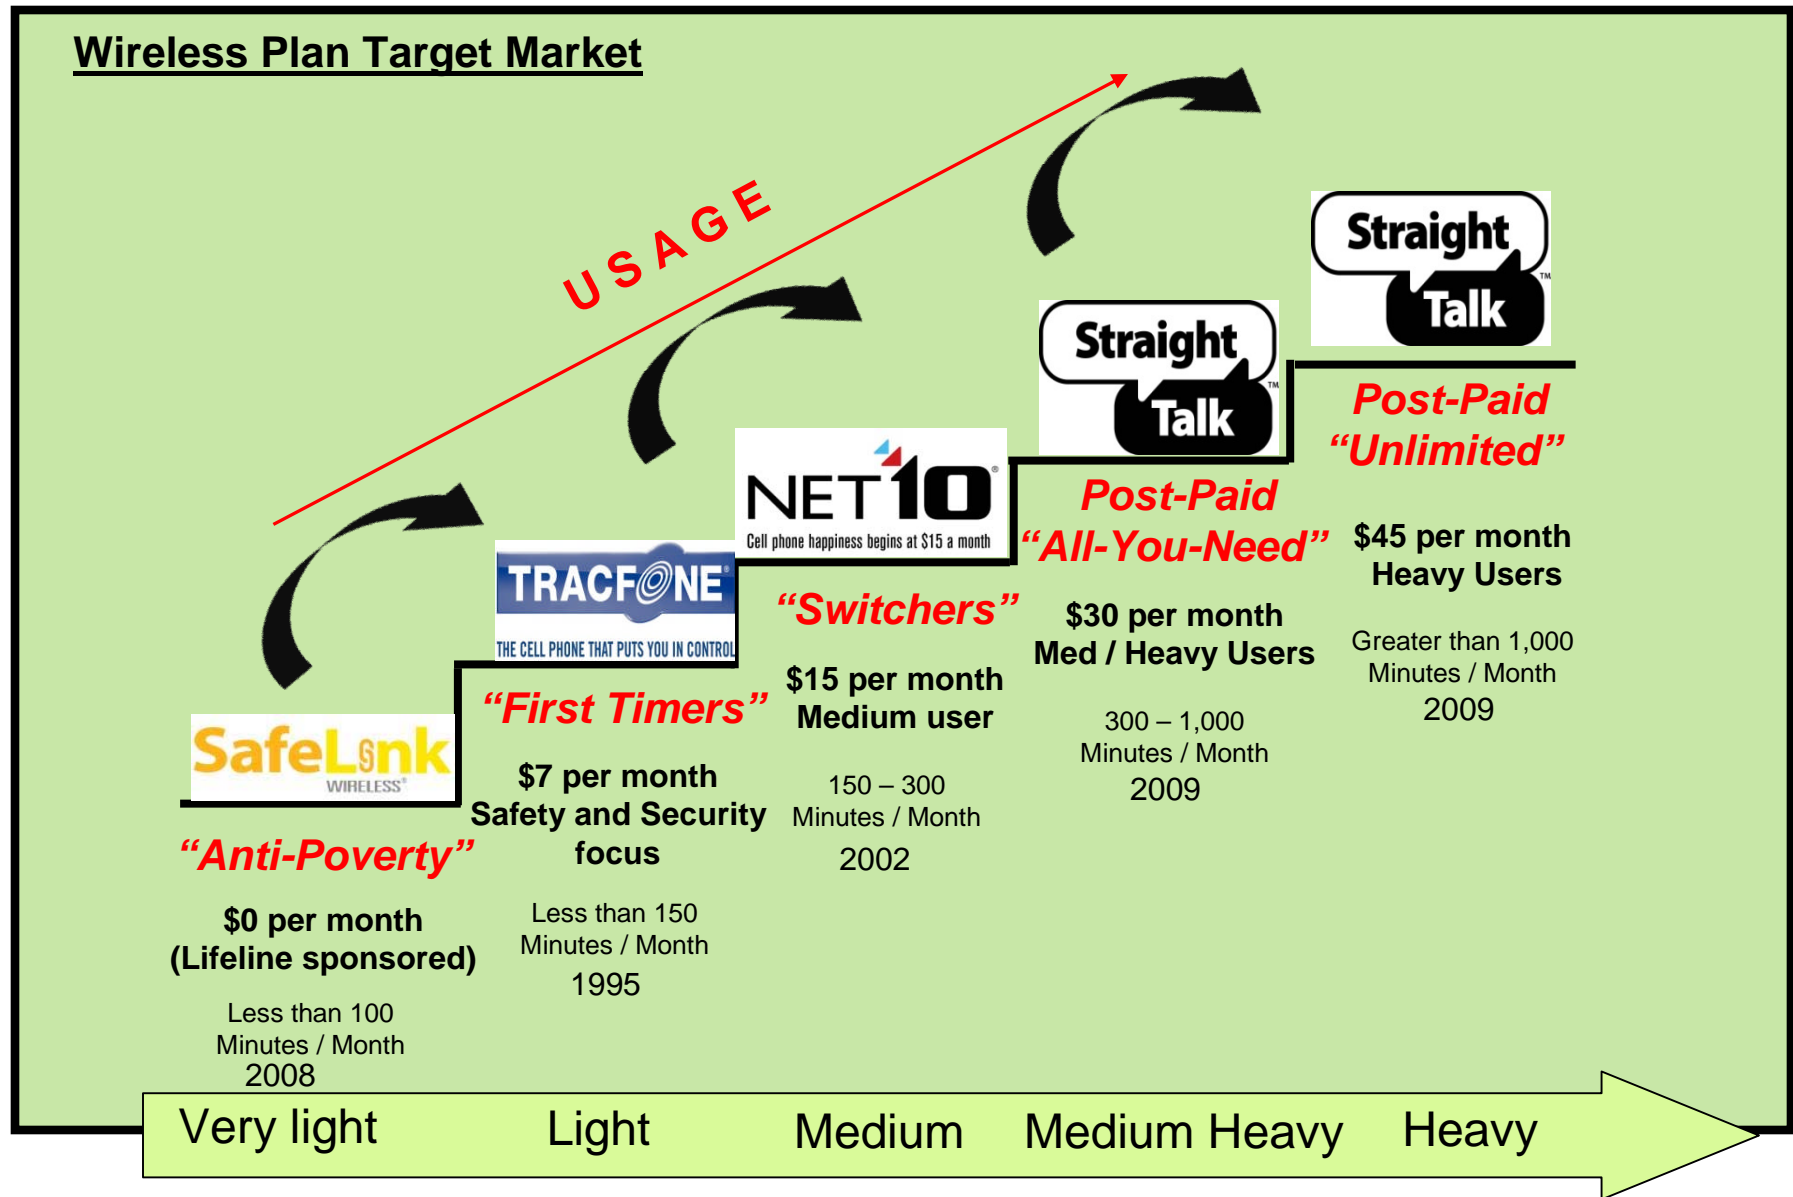 Wireless Plan Target Market
USAGE
SafeLink
WIRELESS®
“Anti-Poverty”
$0 per month
(Lifeline sponsored)
Less than 100
Minutes / Month
2008
TRACFONE®
THE CELL PHONE THAT PUTS YOU IN CONTROL
“First Timers”
$7 per month
Safety and Security
focus
Less than 150
Minutes / Month
1995
NET10®
Cell phone happiness begins at $15 a month
“Switchers”
$15 per month
Medium user
150 – 300
Minutes / Month
2002
Straight
Talk™
Post-Paid
“All-You-Need”
$30 per month
Med / Heavy Users
300 – 1,000
Minutes / Month
2009
Straight
Talk™
Post-Paid
“Unlimited”
$45 per month
Heavy Users
Greater than 1,000
Minutes / Month
2009
Very light
Light
Medium
Medium Heavy
Heavy